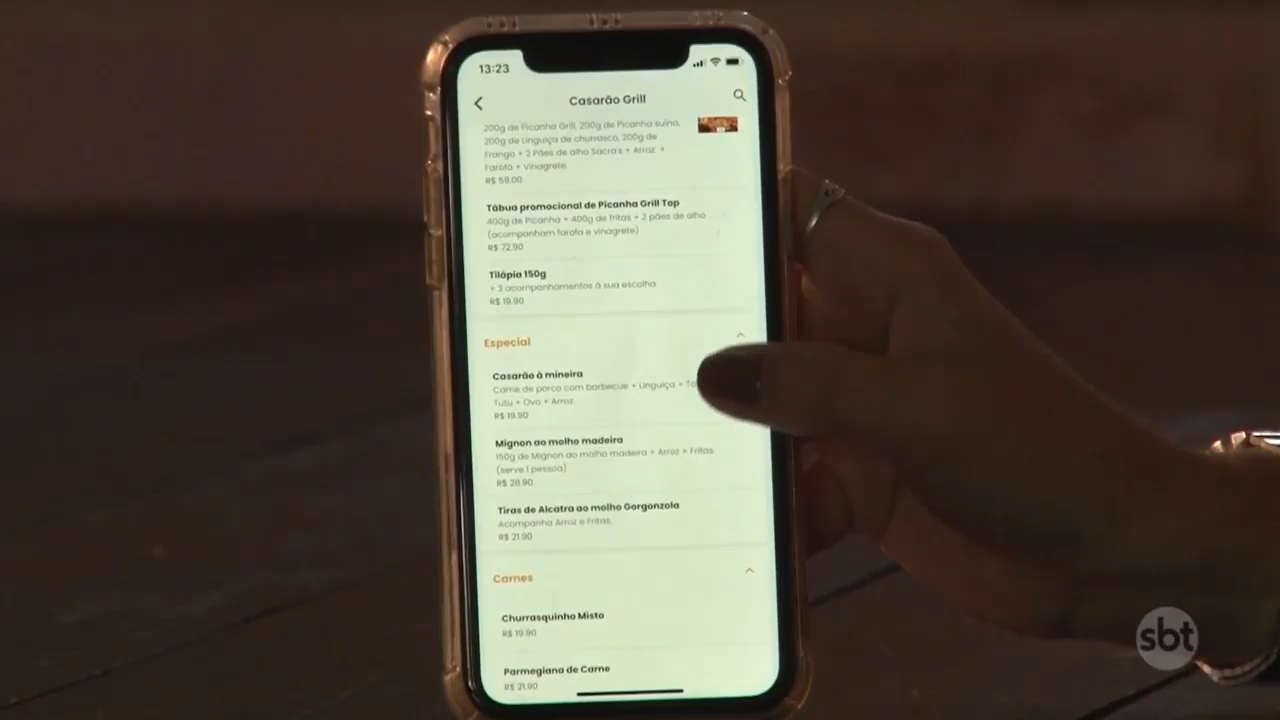 13:23
Casarão Grill
200g de Picanha Grill, 200g de Picanha suína,
200g de Linguiça de churrasco, 200g de
Frango + 2 Pães de alho Sacra's + Arroz +
Farofa + Vinagrete
R$ 59,00
Tábua promocional de Picanha Grill Top
400g de Picanha + 400g de fritas + 2 pães de alho
(acompanham farofa e vinagrete)
R$ 72,90
Tilápia 150g
+ 3 acompanhamentos à sua escolha.
R$ 19,90
Especial
Casarão à mineira
Carne de porco com barbecue + Linguiça +
Tutu + Ovo + Arroz
R$ 19,90
Mignon ao molho madeira
150g de Mignon ao molho madeira + Arroz + Fritas
(serve 1 pessoa)
R$ 28,90
Tiras de Alcatra ao molho Gorgonzola
Acompanha Arroz e Fritas.
R$ 21,90
Carnes
Churrasquinho Misto
R$ 19,90
Parmegiana de Carne
R$ 21,90
sbt